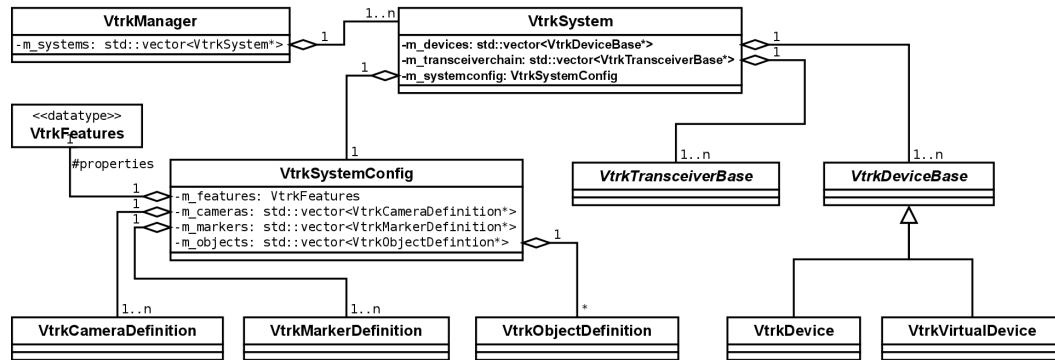 VtrkManager
-m_systems: std::vector<VtrkSystem*>
1
1..n
VtrkSystem
-m_devices: std::vector<VtrkDeviceBase*>
-m_transceiverchain: std::vector<VtrkTransceiverBase*>
-m_systemconfig: VtrkSystemConfig
1
1
1
<<datatype>>
VtrkFeatures
1
#properties
1
VtrkSystemConfig
-m_features: VtrkFeatures
-m_cameras: std::vector<VtrkCameraDefinition*>
-m_markers: std::vector<VtrkMarkerDefinition*>
-m_objects: std::vector<VtrkObjectDefintion*>
1
1
1
1
1..n
VtrkTransceiverBase
1..n
VtrkDeviceBase
1..n
VtrkCameraDefinition
1..n
VtrkMarkerDefinition
*
VtrkObjectDefinition
VtrkDevice
VtrkVirtualDevice